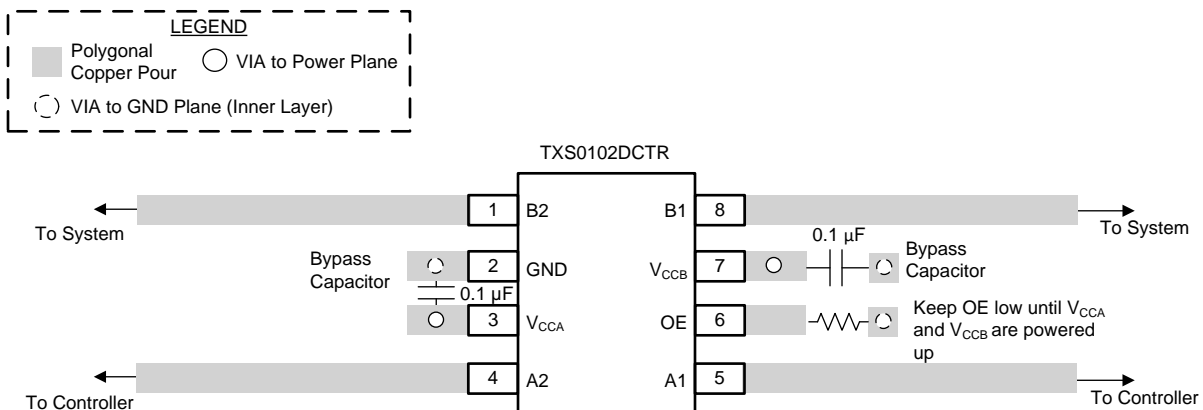 LEGEND
Polygonal
Copper Pour
VIA to Power Plane
VIA to GND Plane (Inner Layer)
TXS0102DCTR
1 B2
B1 8
To System
To System
Bypass
Capacitor
2 GND
VCCB 7
0.1 µF
Bypass
Capacitor
0.1 µF
3 VCCA
OE 6
Keep OE low until VCCA
and VCCB are powered
up
4 A2
A1 5
To Controller
To Controller